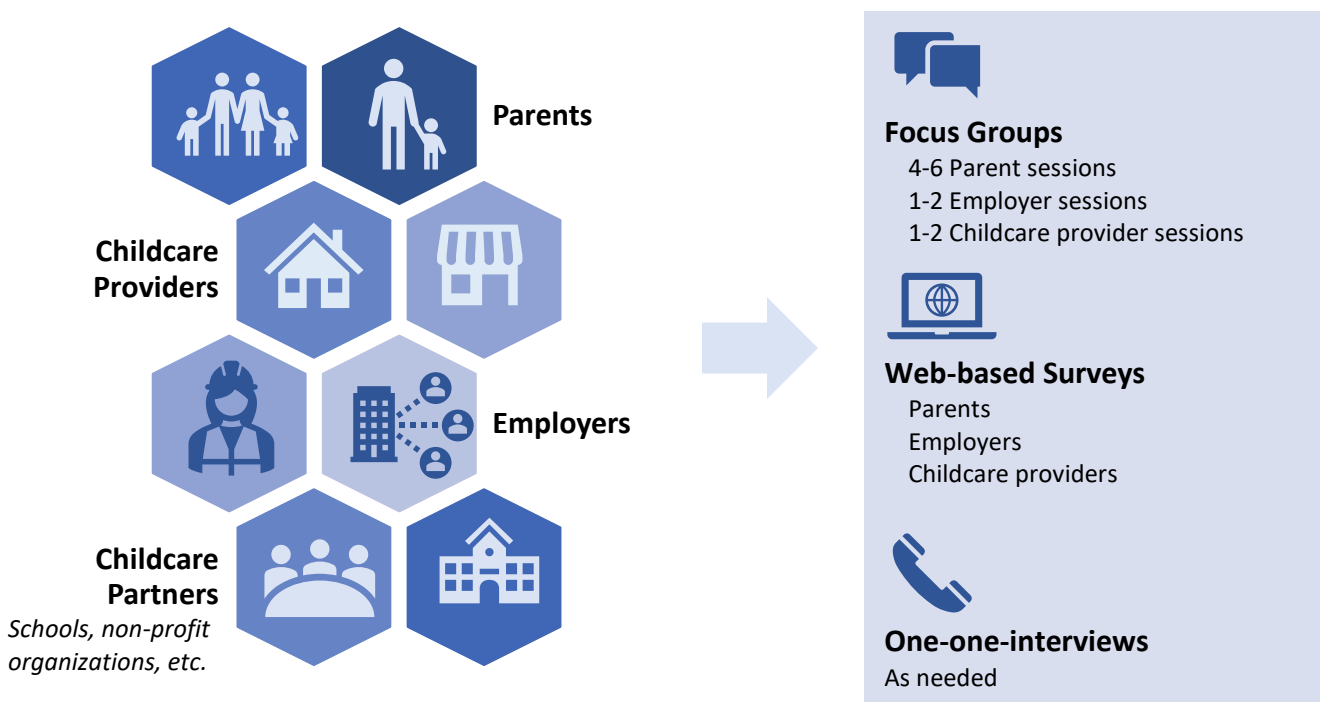 Parents
Childcare
Providers
Employers
Childcare
Partners
Schools, non-profit
organizations, etc.
Focus Groups
4-6 Parent sessions
1-2 Employer sessions
1-2 Childcare provider sessions
Web-based Surveys
Parents
Employers
Childcare providers
One-one-interviews
As needed